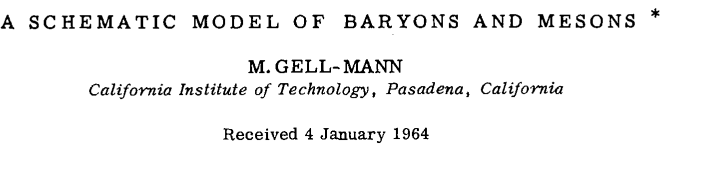 A SCHEMATIC MODEL OF BARYONS AND MESONS *
M. GELL-MANN
California Institute of Technology, Pasadena, California
Received 4 January 1964